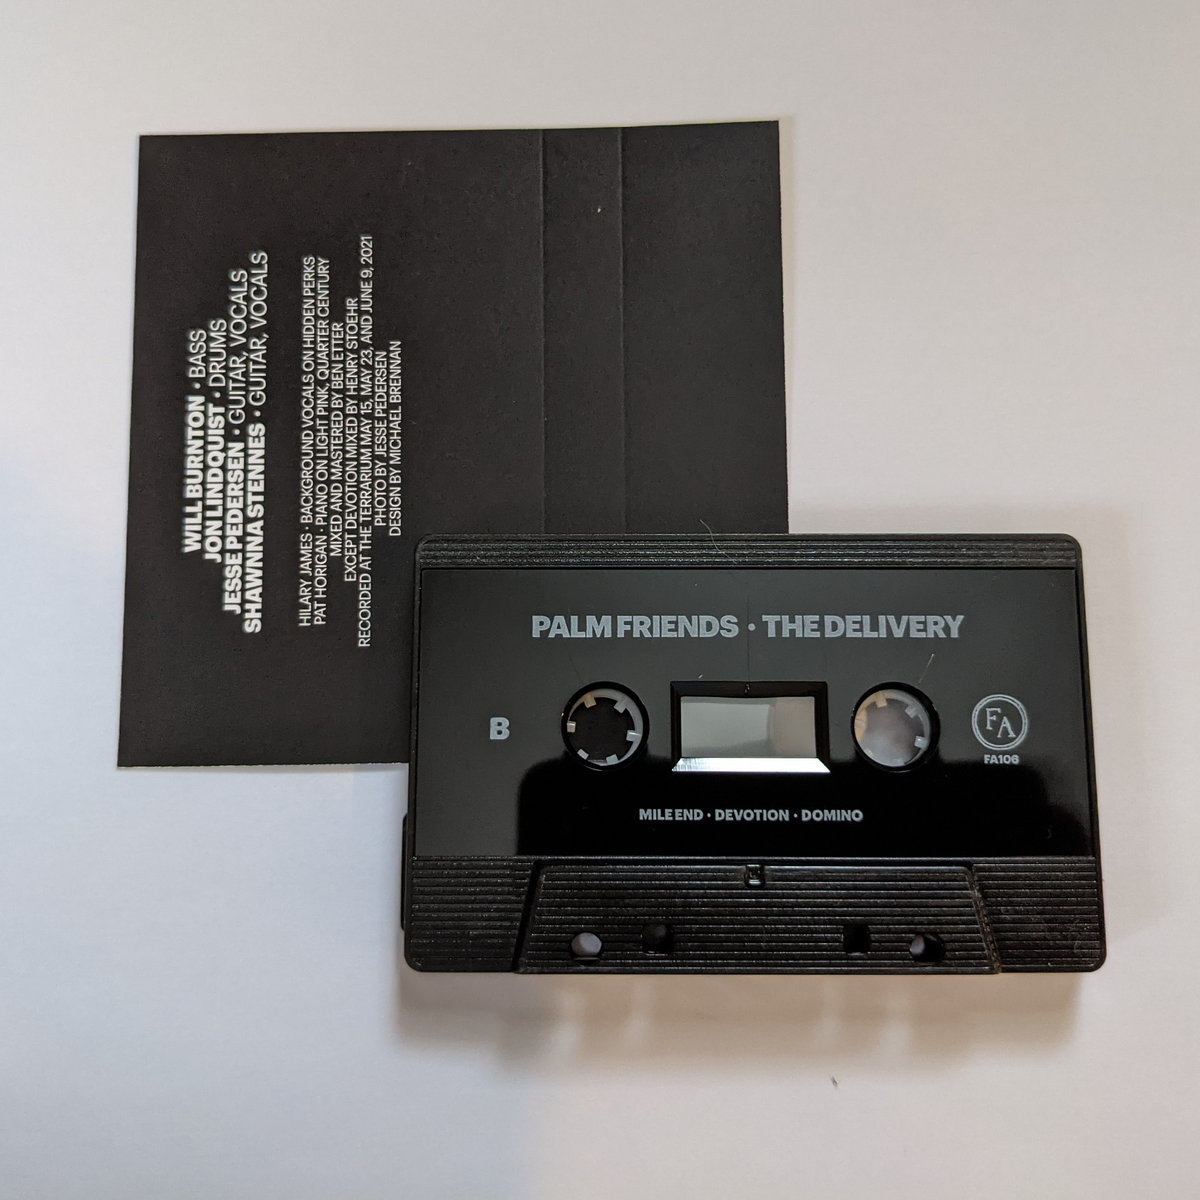 WILL BURNTON · BASS
JON LINDQUIST · DRUMS
JESSE PEDERSEN · GUITAR, VOCALS
SHAWNNA STENNES · GUITAR, VOCALS
HILARY JAMES · BACKGROUND VOCALS ON HIDDEN PERKS
PAT HORIGAN · PIANO ON LIGHT PINK, QUARTER CENTURY
MIXED AND MASTERED BY BEN ETTER
EXCEPT DEVOTION MIXED BY HENRY STOEHR
RECORDED AT THE TERRARIUM MAY 15, MAY 23, AND JUNE 9, 2021
PHOTO BY JESSE PEDERSEN
DESIGN BY MICHAEL BRENNAN
PALM FRIENDS · THE DELIVERY
B
FA
FA106
MILE END · DEVOTION · DOMINO